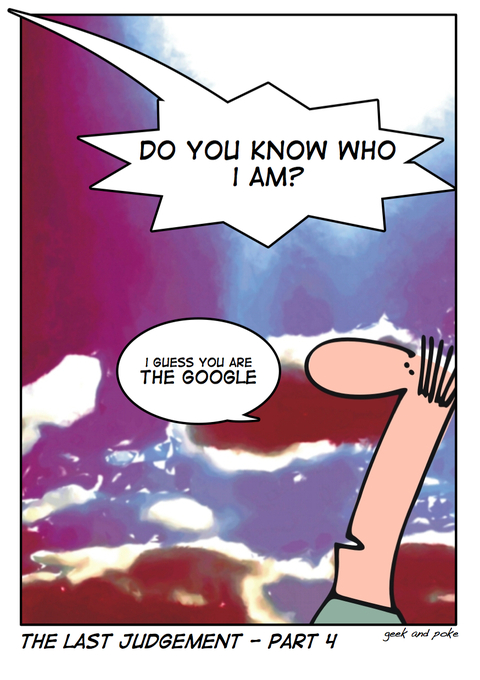 DO YOU KNOW WHO
I AM?
I GUESS YOU ARE
THE GOOGLE
THE LAST JUDGEMENT - PART 4
geek and poke